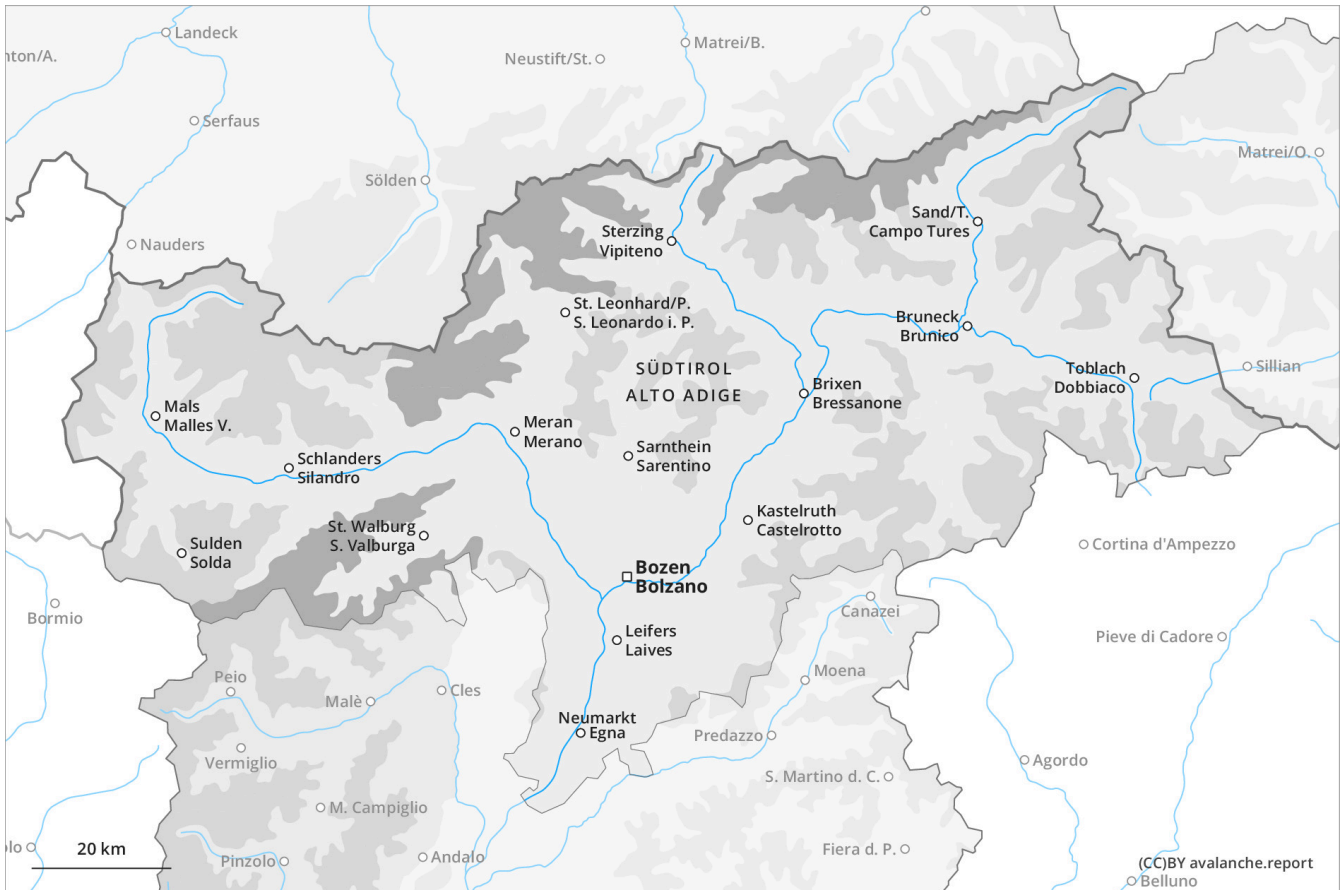 Landeck
nton/A.
Matrei/B.
Neustift/St.
Serfaus
Matrei/O.
Sölden
Nauders
Sand/T.
Campo Tures
Sterzing
Vipiteno
St. Leonhard/P.
S. Leonardo i. P.
Bruneck
Brunico
SÜDTIROL
ALTO ADIGE
Toblach
Dobbiaco
Sillian
Brixen
Bressanone
Mals
Malles V.
Meran
Merano
Schlanders
Silandro
Sarnthein
Sarentino
Kastelruth
Castelrotto
St. Walburg
S. Valburga
Sulden
Solda
Cortina d'Ampezzo
Bozen
Bolzano
Bormio
Canazei
Leifers
Laives
Pieve di Cadore
Peio
Moena
Malè
Cles
Neumarkt
Egna
Predazzo
Vermiglio
Agordo
S. Martino d. C.
M. Campiglio
20 km
lo
Pinzolo
Andalo
Fiera d. P.
(CC)BY avalanche.report
Belluno